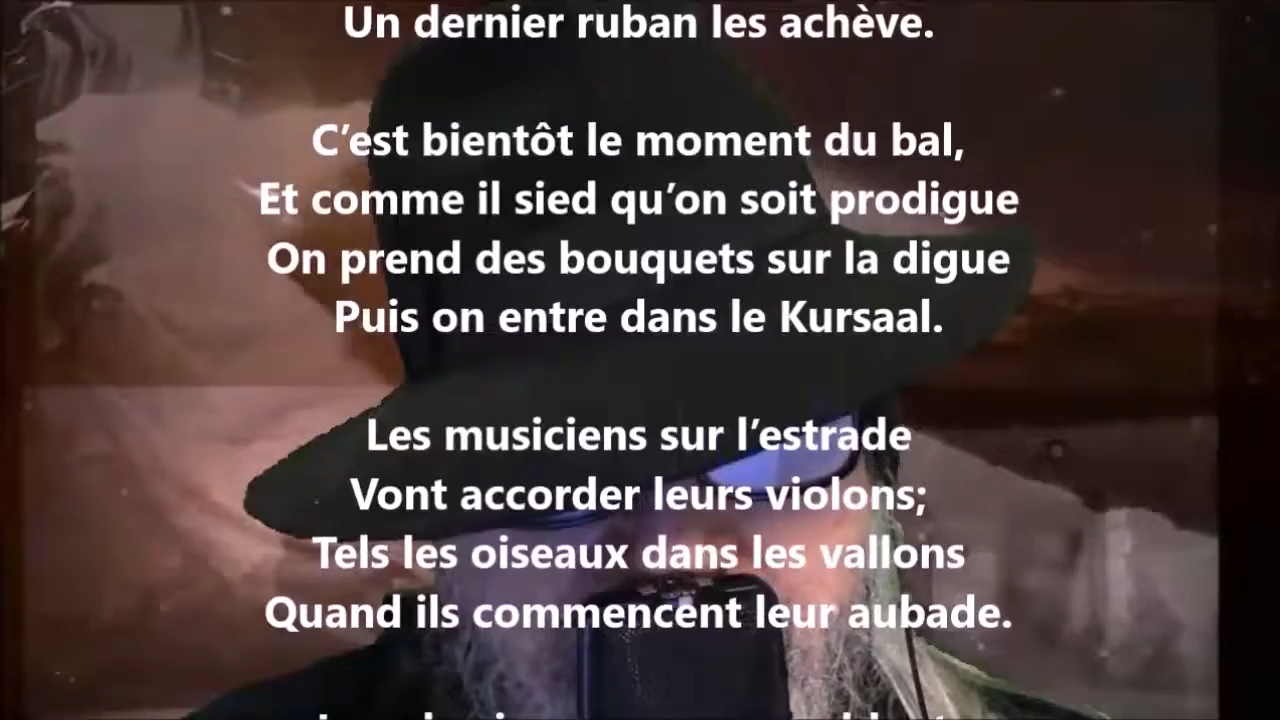 Un dernier ruban les achève.
C’est bientôt le moment du bal,
Et comme il sied qu’on soit prodigue
On prend des bouquets sur la digue
Puis on entre dans le Kursaal.
Les musiciens sur l’estrade
Vont accorder leurs violons;
Tels les oiseaux dans les vallons
Quand ils commencent leur aubade.